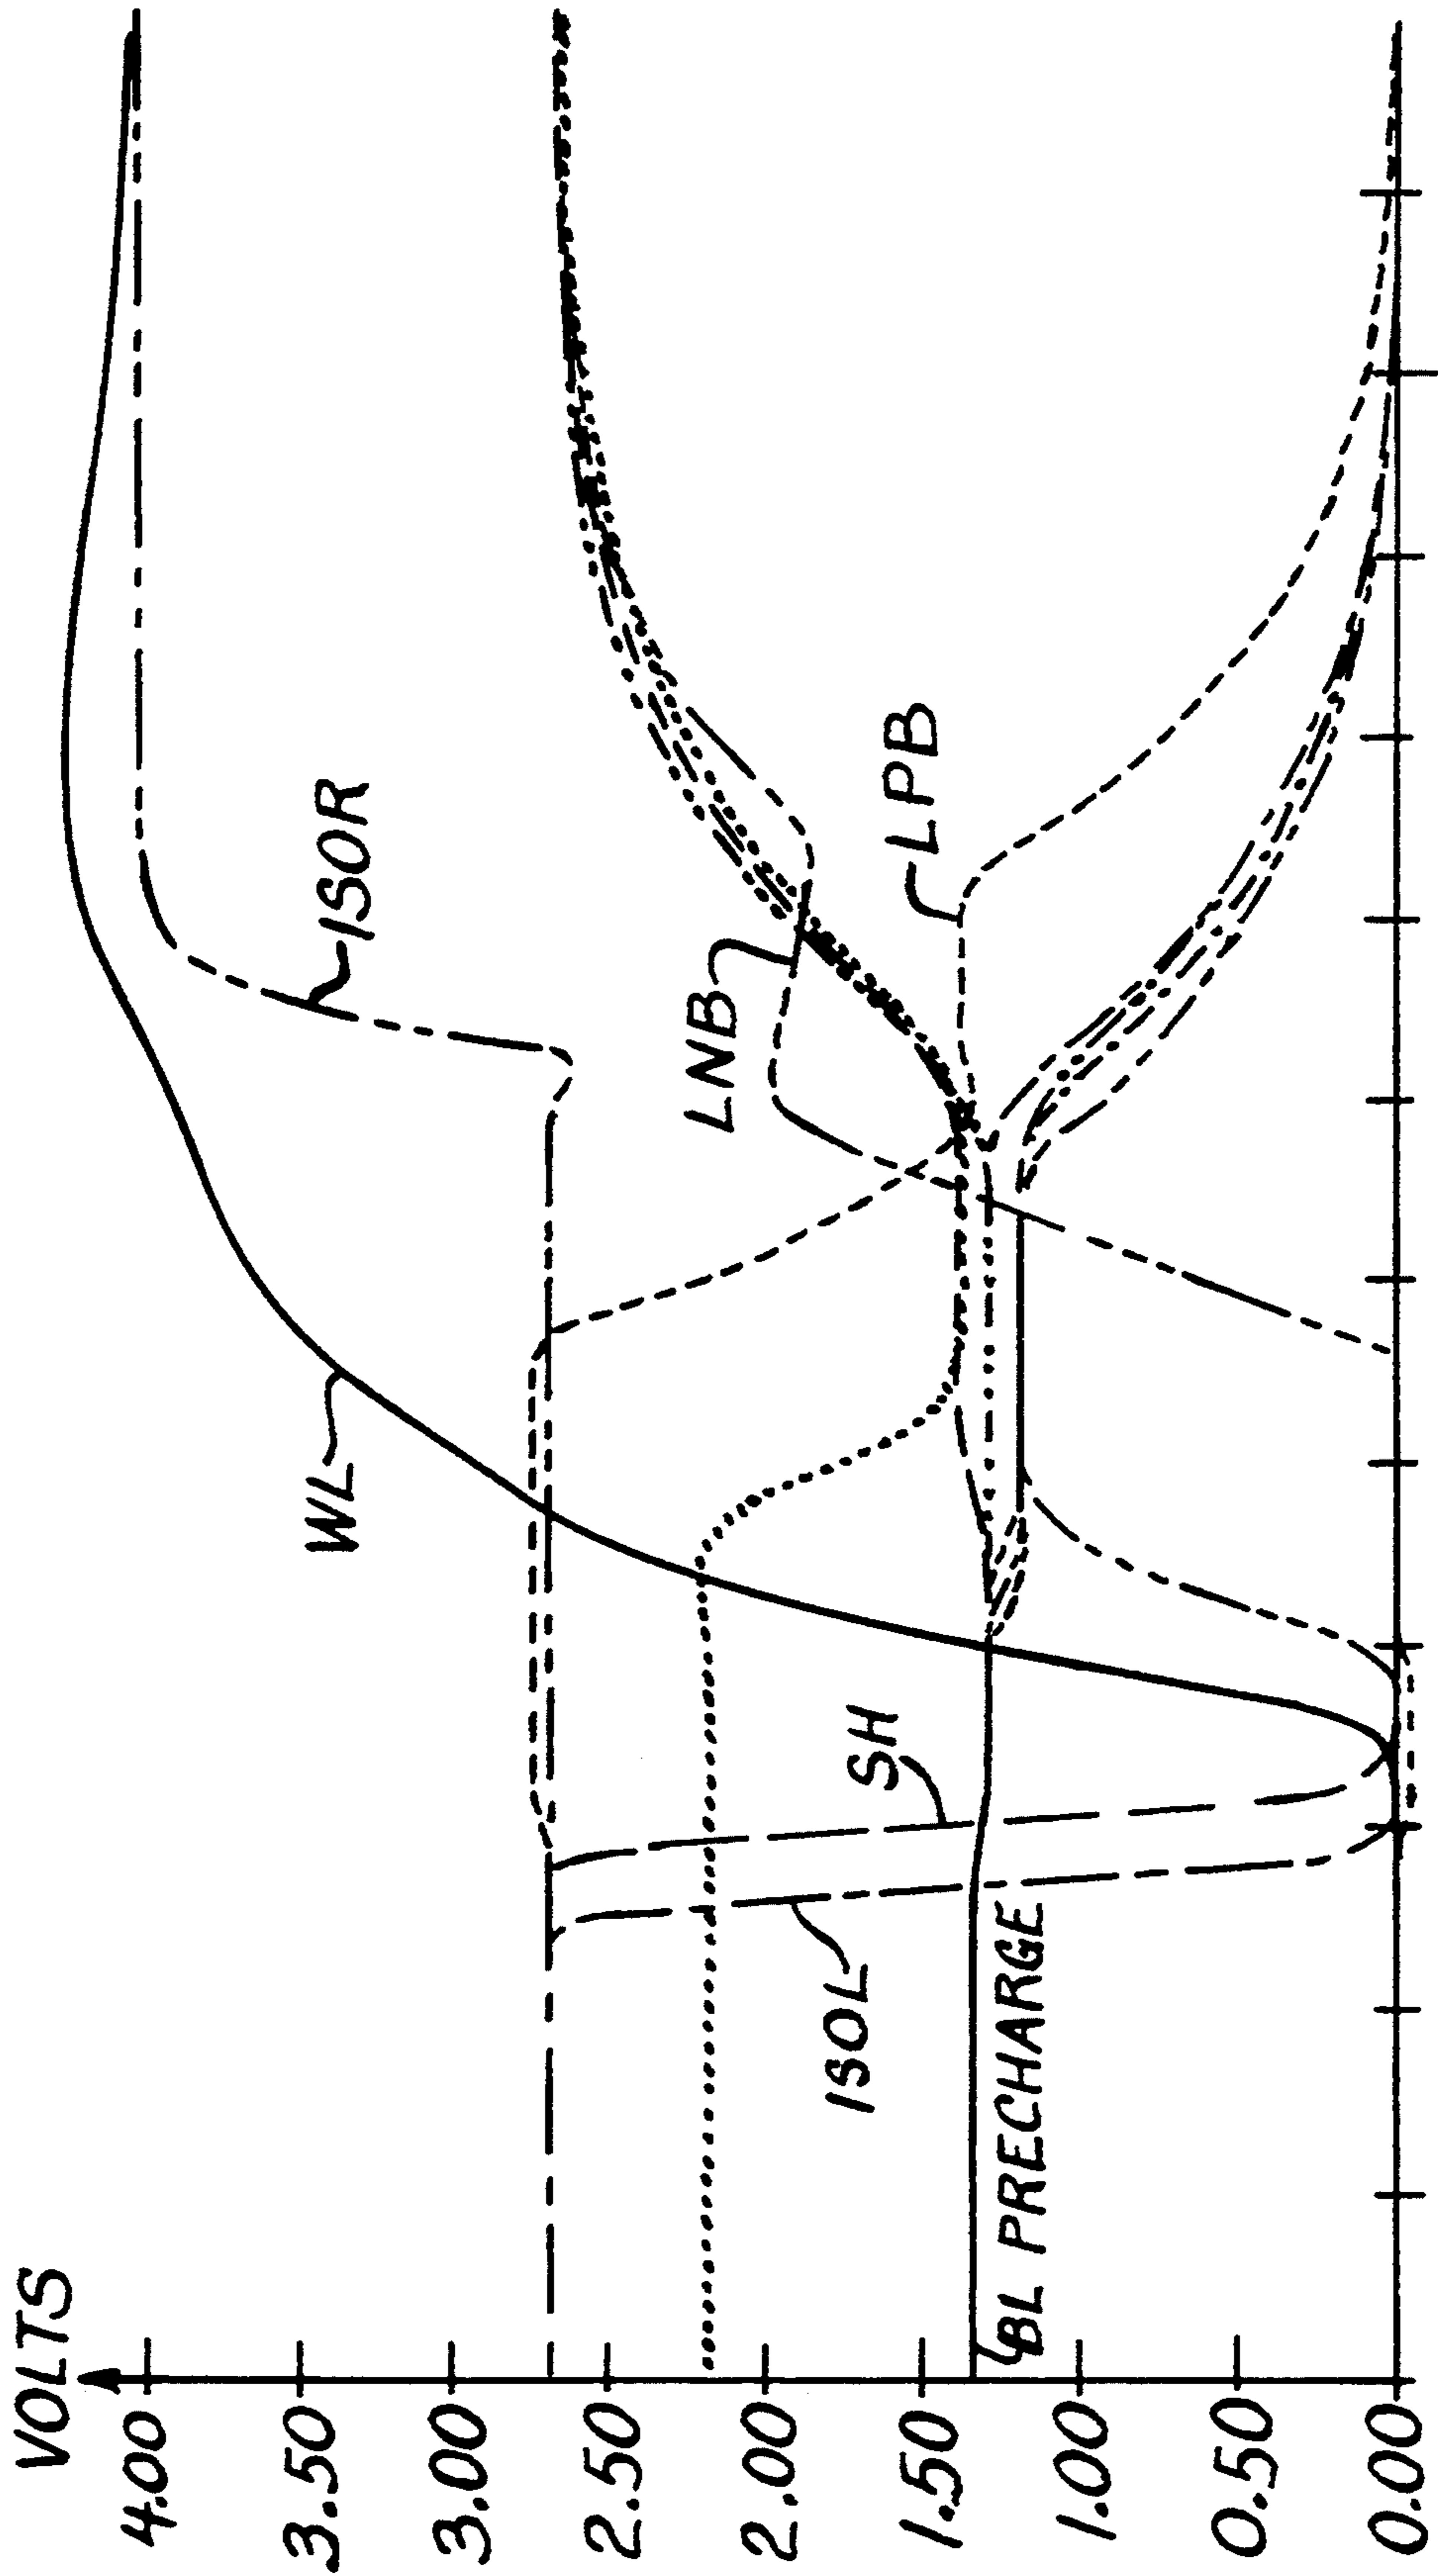 VOLTS
4.00
3.50
3.00
2.50
2.00
1.50
1.00
0.50
0.00
WL
ISOR
LNB
LPB
SH
ISOL
BL PRECHARGE